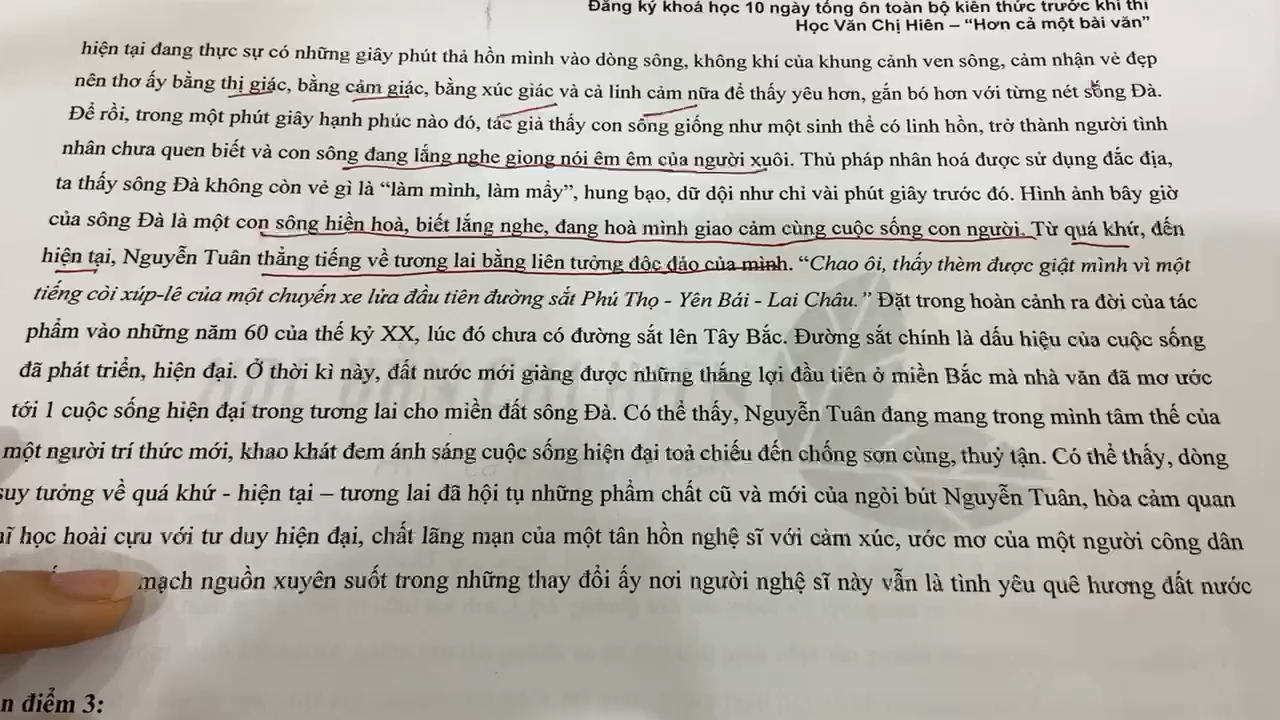 Đăng ký khoá học 10 ngày tổng ôn toàn bộ kiến thức trước khi thi
Học Văn Chị Hiên – “Hơn cả một bài văn”
hiện tại đang thực sự có những giây phút thả hồn mình vào dòng sông, không khí của khung cảnh ven sông, cảm nhận vẻ đẹp
nên thơ ấy bằng thị giác, bằng cảm giác, bằng xúc giác và cả linh cảm nữa để thấy yêu hơn, gắn bó hơn với từng nét sông Đà.
Để rồi, trong một phút giây hạnh phúc nào đó, tác giả thấy con sông giống như một sinh thể có linh hồn, trở thành người tình
nhân chưa quen biết và con sông đang lắng nghe giọng nói êm êm của người xuôi. Thủ pháp nhân hoá được sử dụng đắc địa,
ta thấy sông Đà không còn vẻ gì là “làm mình, làm mẩy”, hung bạo, dữ dội như chỉ vài phút giây trước đó. Hình ảnh bây giờ
của sông Đà là một con sông hiền hoà, biết lắng nghe, đang hoà mình giao cảm cùng cuộc sống con người. Từ quá khứ, đến
hiện tại, Nguyễn Tuân thẳng tiếng về tương lai bằng liên tưởng độc đáo của mình. “Chao ôi, thấy thèm được giật mình vì một
tiếng còi xúp-lê của một chuyến xe lửa đầu tiên đường sắt Phú Thọ - Yên Bái - Lai Châu.” Đặt trong hoàn cảnh ra đời của tác
phẩm vào những năm 60 của thế kỷ XX, lúc đó chưa có đường sắt lên Tây Bắc. Đường sắt chính là dấu hiệu của cuộc sống
đã phát triển, hiện đại. Ở thời kì này, đất nước mới giàng được những thắng lợi đầu tiên ở miền Bắc mà nhà văn đã mơ ước
tới 1 cuộc sống hiện đại trong tương lai cho miền đất sông Đà. Có thể thấy, Nguyễn Tuân đang mang trong mình tâm thế của
một người trí thức mới, khao khát đem ánh sáng cuộc sống hiện đại toả chiếu đến chống sơn cùng, thuỷ tận. Có thể thấy, dòng
suy tưởng về quá khứ - hiện tại – tương lai đã hội tụ những phẩm chất cũ và mới của ngòi bút Nguyễn Tuân, hòa cảm quan
học hoài cựu với tư duy hiện đại, chất lãng mạn của một tân hồn nghệ sĩ với cảm xúc, ước mơ của một người công dân
mạch nguồn xuyên suốt trong những thay đổi ấy nơi người nghệ sĩ này vẫn là tình yêu quê hương đất nước
điểm 3: